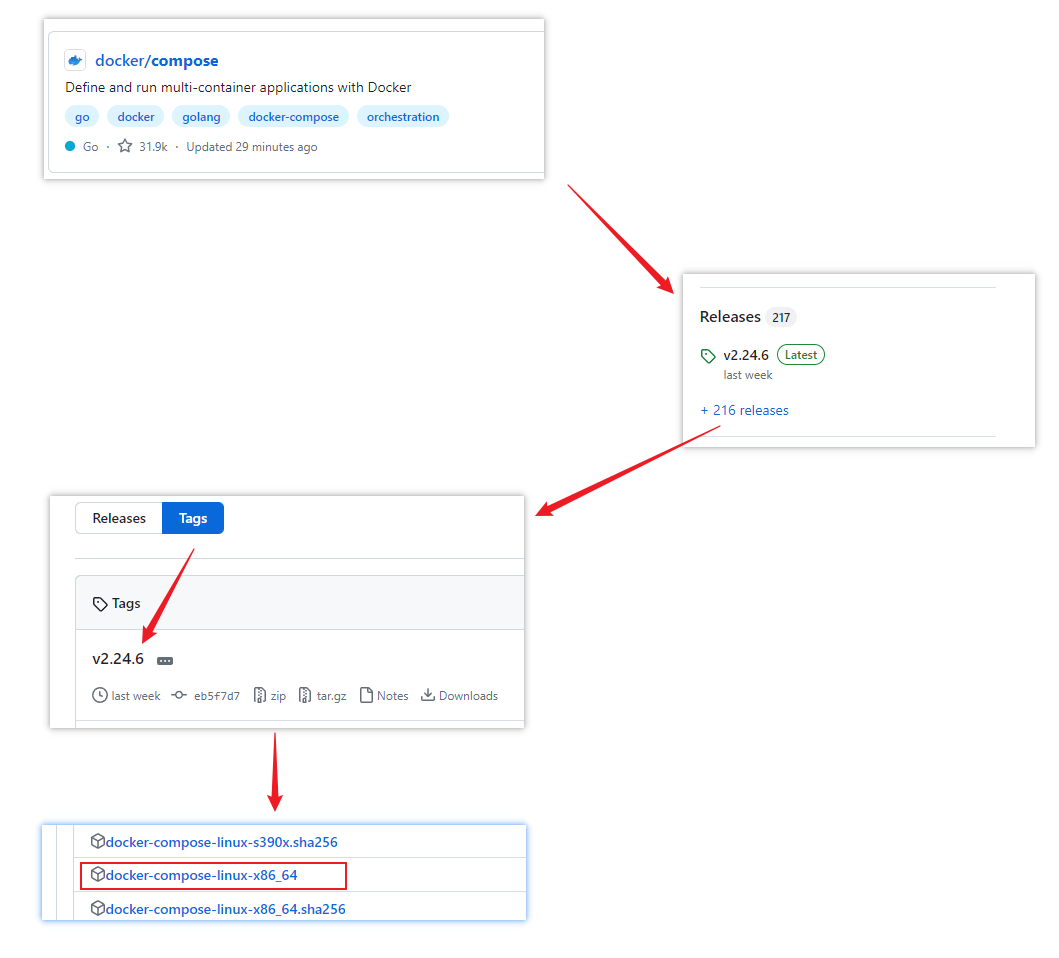 docker/compose
Define and run multi-container applications with Docker
go docker golang docker-compose orchestration
Go · 31.9k · Updated 29 minutes ago
Releases 217
v2.24.6 Latest
last week
+ 216 releases
Releases Tags
Tags
v2.24.6
last week eb5f7d7 zip tar.gz Notes Downloads
docker-compose-linux-s390x.sha256
docker-compose-linux-x86_64
docker-compose-linux-x86_64.sha256